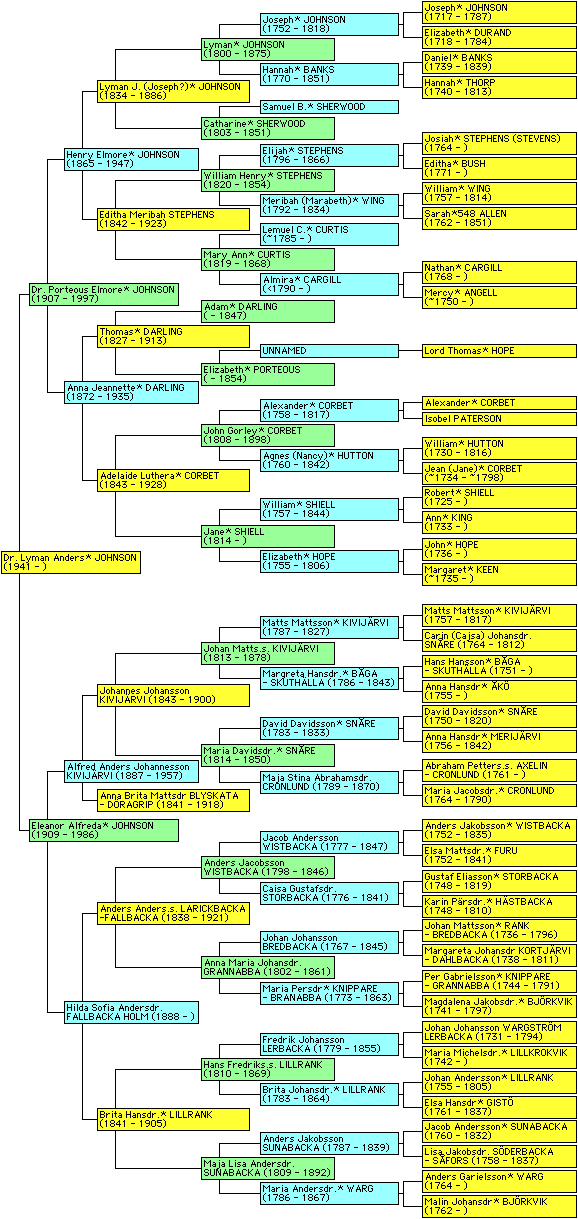 Joseph* JOHNSON
(1717 - 1787)
Joseph* JOHNSON
(1752 - 1818)
Elizabeth* DURAND
(1718 - 1784)
Lyman* JOHNSON
(1800 - 1875)
Daniel* BANKS
(1739 - 1839)
Hannah* BANKS
(1770 - 1851)
Hannah* THORP
(1740 - 1813)
Lyman J. (Joseph?)* JOHNSON
(1834 - 1886)
Samuel B.* SHERWOOD
Catharine* SHERWOOD
(1803 - 1851)
Henry Elmore* JOHNSON
(1865 - 1947)
Josiah* STEPHENS (STEVENS)
(1764 - )
Elijah* STEPHENS
(1796 - 1866)
Editha* BUSH
(1771 - )
William Henry* STEPHENS
(1820 - 1854)
William* WING
(1757 - 1814)
Meribah (Marabeth)* WING
(1792 - 1834)
Sarah*548 ALLEN
(1762 - 1851)
Editha Meribah STEPHENS
(1842 - 1923)
Lemuel C.* CURTIS
(~1785 - )
Mary Ann* CURTIS
(1819 - 1868)
Nathan* CARGILL
(1768 - )
Almira* CARGILL
(<1790 - )
Mercy* ANGELL
(~1750 - )
Dr. Porteous Elmore* JOHNSON
(1907 - 1997)
Adam* DARLING
( - 1847)
Thomas* DARLING
(1827 - 1913)
UNNAMED
Lord Thomas* HOPE
Elizabeth* PORTEOUS
( - 1854)
Anna Jeannette* DARLING
(1872 - 1935)
Alexander* CORBET
Alexander* CORBET
(1758 - 1817)
Isobel PATERSON
John Gorley* CORBET
(1808 - 1898)
William* HUTTON
(1730 - 1816)
Agnes (Nancy)* HUTTON
(1760 - 1842)
Jean (Jane)* CORBET
(~1734 - ~1798)
Adelaide Luthera* CORBET
(1843 - 1928)
Robert* SHIELL
(1725 - )
William* SHIELL
(1757 - 1844)
Ann* KING
(1733 - )
Jane* SHIELL
(1814 - )
John* HOPE
(1736 - )
Elizabeth* HOPE
(1755 - 1806)
Margaret* KEEN
(~1735 - )
Dr. Lyman Anders* JOHNSON
(1941 - )
Matts Mattsson* KIVIJÄRVI
(1757 - 1817)
Matts Mattsson* KIVIJÄRVI
(1787 - 1827)
Carin (Cajsa) Johansdr.
SNÄRE (1764 - 1812)
Johan Matts.s. KIVIJÄRVI
(1813 - 1878)
Hans Hansson* BÄGA
- SKUTHÄLLA (1751 - )
Margreta Hansdr.* BÄGA
- SKUTHÄLLA (1786 - 1843)
Anna Hansdr* ÅKÖ
(1755 - )
Johannes Johansson
KIVIJÄRVI (1843 - 1900)
David Davidsson* SNÄRE
(1750 - 1820)
David Davidsson* SNÄRE
(1783 - 1833)
Anna Hansdr* MERIJÄRVI
(1756 - 1842)
Maria Davidsdr.* SNÄRE
(1814 - 1850)
Abraham Petters.s. AXELIN
- CRONLUND (1761 - )
Maja Stina Abrahamsdr.
CRONLUND (1789 - 1870)
Maria Jacobsdr.* CRONLUND
(1764 - 1790)
Alfred Anders Johannesson
KIVIJÄRVI (1887 - 1957)
Anna Brita Mattsdr BLYSKATA
- DORAGRIP (1841 - 1918)
Eleanor Alfreda* JOHNSON
(1909 - 1986)
Anders Jakobsson* WISTBACKA
(1752 - 1835)
Jacob Andersson
WISTBACKA (1777 - 1847)
Elsa Mattsdr.* FURU
(1752 - 1841)
Anders Jacobsson
WISTBACKA (1798 - 1846)
Gustaf Eliasson* STORBACKA
(1748 - 1819)
Caisa Gustafsdr.
STORBACKA (1776 - 1841)
Karin Pärsdr.* HÄSTBACKA
(1748 - 1810)
Anders Anders.s. LARICKBACKA
-FALLBACKA (1838 - 1921)
Johan Mattson* RANK
- BREDBACKA (1736 - 1796)
Johan Johansson
BREDBACKA (1767 - 1845)
Margareta Johansdr KORTJÄRVI
- DAHLBACKA (1738 - 1811)
Anna Maria Johansdr.
GRANNABBA (1802 - 1861)
Per Gabrielsson* KNIPPARE
- GRANNABBA (1744 - 1791)
Maria Persdr* KNIPPARE
- BRANABBA (1773 - 1863)
Magdalena Jakobsdr.* BJÖRKVIK
(1741 - 1797)
Hilda Sofia Andersdr.
FALLBACKA HOLM (1888 - )
Johan Johansson WARGSTRÖM
LERBACKA (1731 - 1794)
Fredrik Johansson
LERBACKA (1779 - 1855)
Maria Michelsdr.* LILLKROKVIK
(1742 - )
Hans Fredriks.s. LILLRANK
(1810 - 1869)
Johan Andersson* LILLRANK
(1755 - 1805)
Brita Johansdr.* LILLRANK
(1783 - 1864)
Elsa Hansdr* GISTÖ
(1761 - 1837)
Brita Hansdr.* LILLRANK
(1841 - 1905)
Jacob Andersson* SUNABACKA
(1760 - 1832)
Anders Jakobsson
SUNABACKA (1787 - 1839)
Lisa Jakobsdr. SÖDERBACKA
- SÄFORS (1758 - 1837)
Maja Lisa Andersdr.
SUNABACKA (1809 - 1892)
Anders Garielsson* WARG
(1764 - )
Maria Andersdr.* WARG
(1786 - 1867)
Malin Johansdr* BJÖRKVIK
(1762 - )